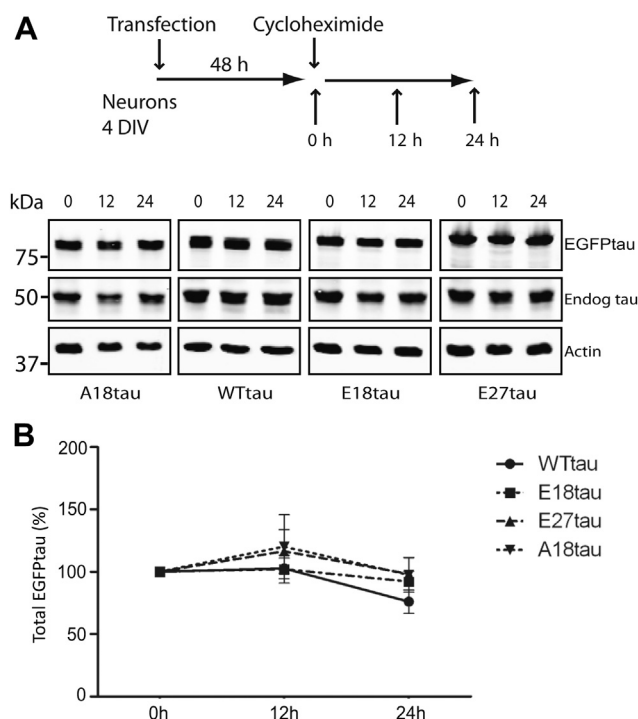 A
Transfection Cycloheximide
48 h
Neurons
4 DIV
0 h 12 h 24 h
kDa 0 12 24 0 12 24 0 12 24 0 12 24
75 EGFPtau
50 Endog tau
37 Actin
A18tau WTtau E18tau E27tau
B
Total EGFPtau (%)
200
150
100
50
0
0h 12h 24h
WTtau
E18tau
E27tau
A18tau